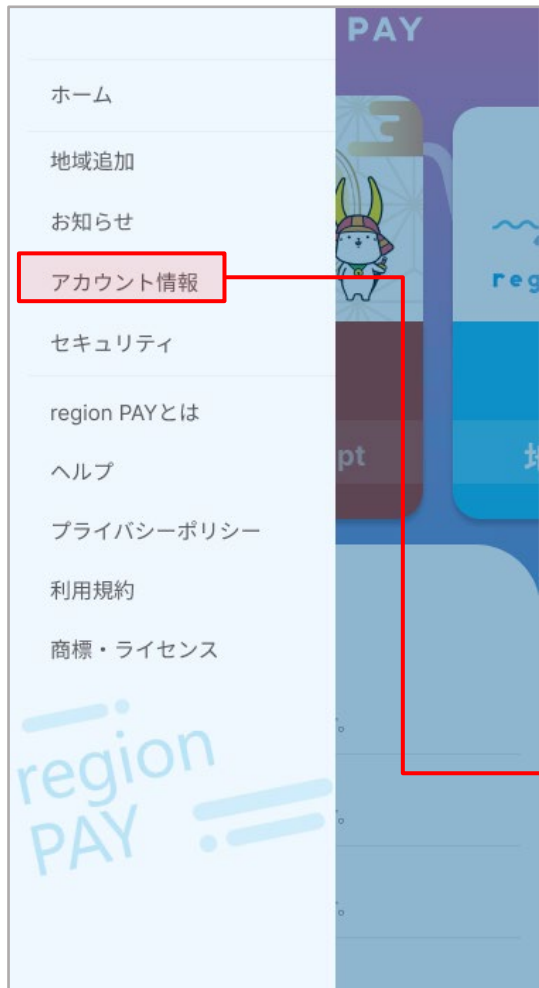 PAY
ホーム
地域追加
お知らせ
アカウント情報
セキュリティ
region PAYとは
ヘルプ
プライバシーポリシー
利用規約
商標・ライセンス
region
PAY
reg
pt